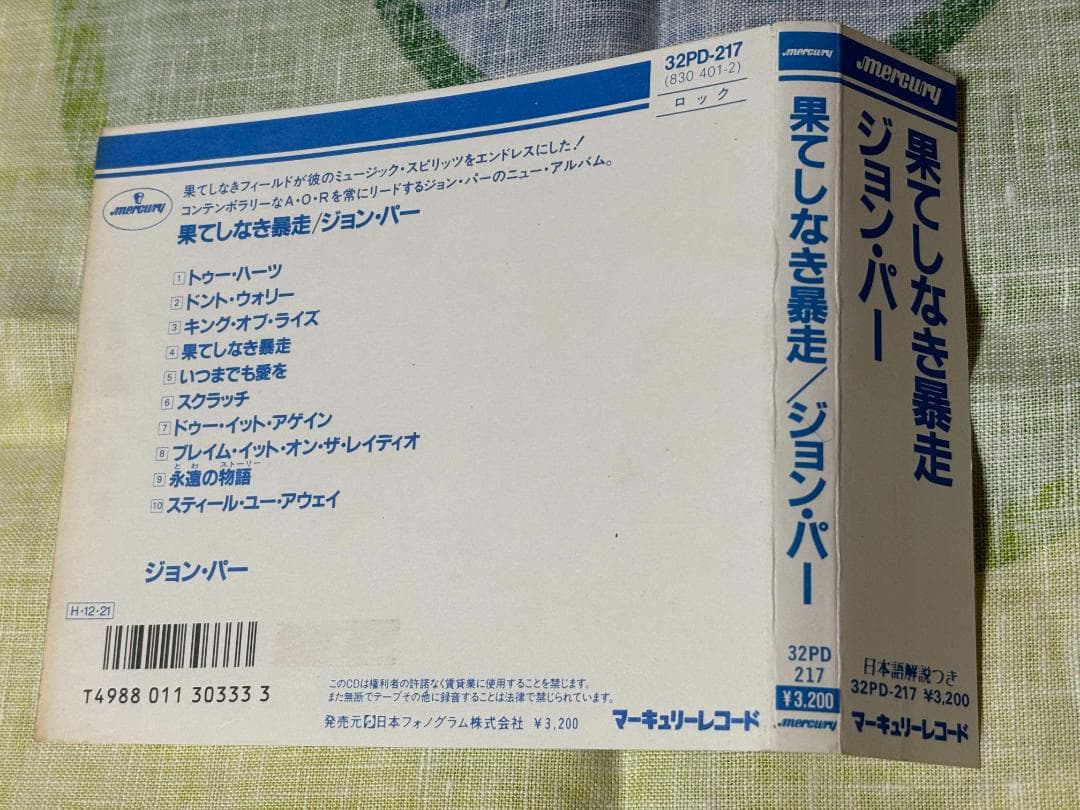 32PD-217
(830 401-2)
ロック
果てしなきフィールドが彼のミュージック・スピリッツをエンドレスにした!
コンテンポラリーなA・O・Rを常にリードするジョン・パーのニュー・アルバム。
mercury
果てしなき暴走/ジョン・パー
1 トゥー・ハーツ
2 ドント・ウォリー
3 キング・オブ・ライズ
4 果てしなき暴走
5 いつまでも愛を
6 スクラッチ
7 ドゥー・イット・アゲイン
8 ブレイム・イット・オン・ザ・レイディオ
とわ ストーリー
9 永遠の物語
10 スティール・ユー・アウェイ
ジョン・パー
H-12-21
T4988 011 30333 3
このCDは権利者の許諾なく賃貸業に使用することを禁じます。
また無断でテープその他に録音することは法律で禁じられています。
発売元 日本フォノグラム株式会社 ¥3,200
マーキュリーレコード
mercury
果てしなき暴走/ジョン・パー
32PD
217
¥3,200
mercury
mercury
果てしなき暴走
ジョン・パー
日本語解説つき
32PD-217 ¥3,200
マーキュリーレコード